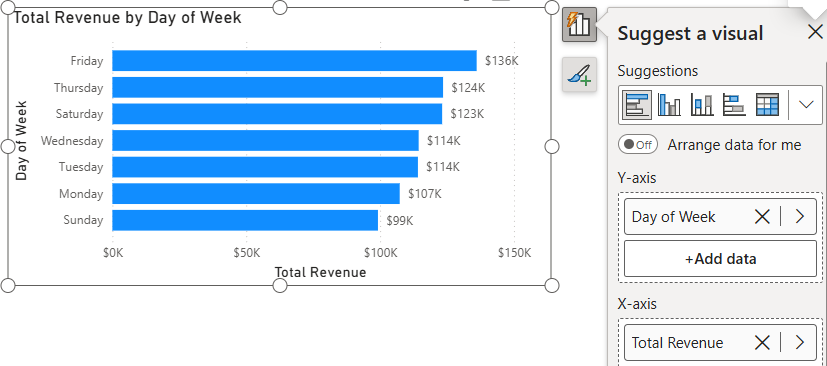 Total Revenue by Day of Week
Day of Week
Friday $136K
Thursday $124K
Saturday $123K
Wednesday $114K
Tuesday $114K
Monday $107K
Sunday $99K
$0K $50K $100K $150K
Total Revenue
Suggest a visual
Suggestions
Off Arrange data for me
Y-axis
Day of Week
+Add data
X-axis
Total Revenue